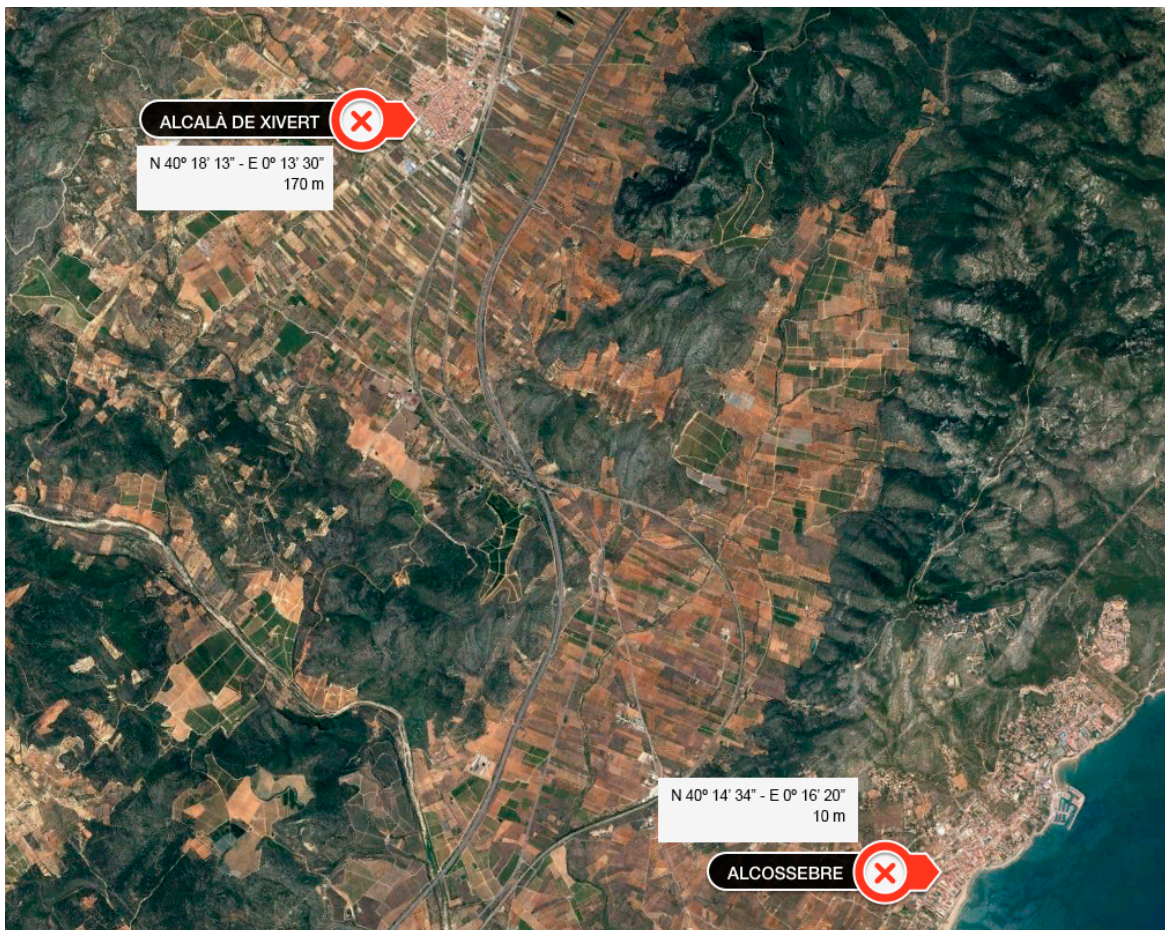 ALCALÀ DE XIVERT
N 40º 18’ 13” - E 0º 13’ 30”
170 m
N 40º 14’ 34” - E 0º 16’ 20”
10 m
ALCOSSEBRE